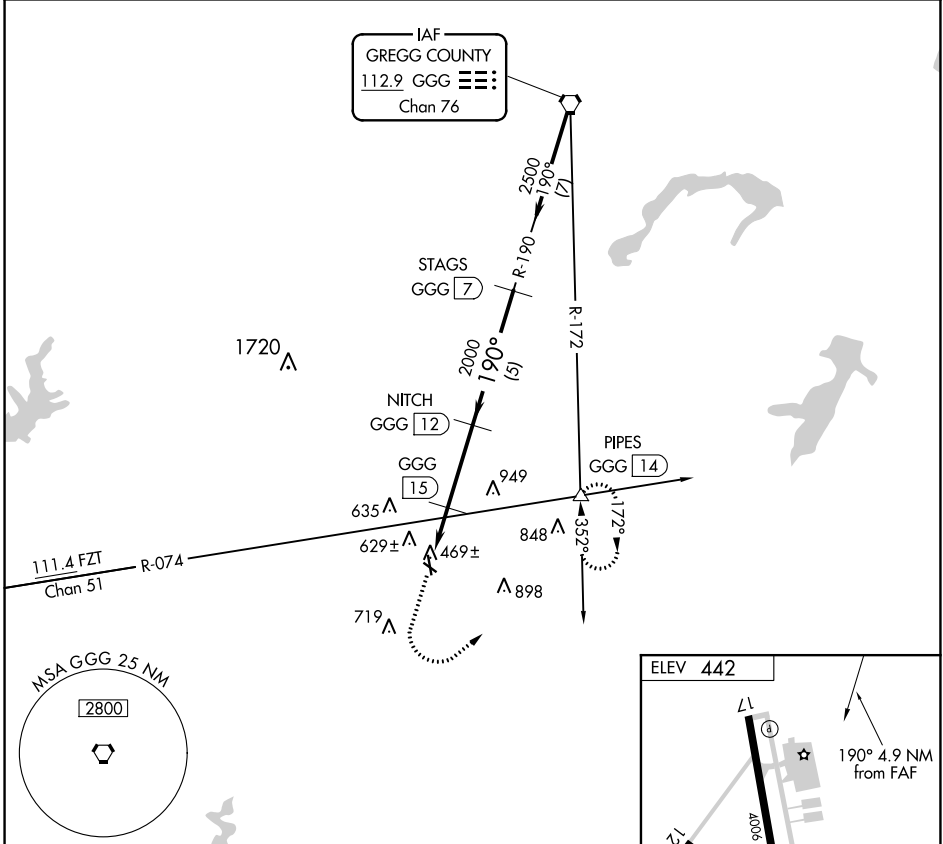 IAF
GREGG COUNTY
112.9 GGG
Chan 76
2500
190°
(7)
R-190
STAGS
GGG 7
R-172
1720
2000
190°
(5)
NITCH
GGG 12
PIPES
GGG 14
GGG
15
949
635
172°
848
352°
629±
469±
111.4 FZT
Chan 51
R-074
898
719
MSA GGG 25 NM
2800
ELEV 442
17
P
190° 4.9 NM
from FAF
4006
12